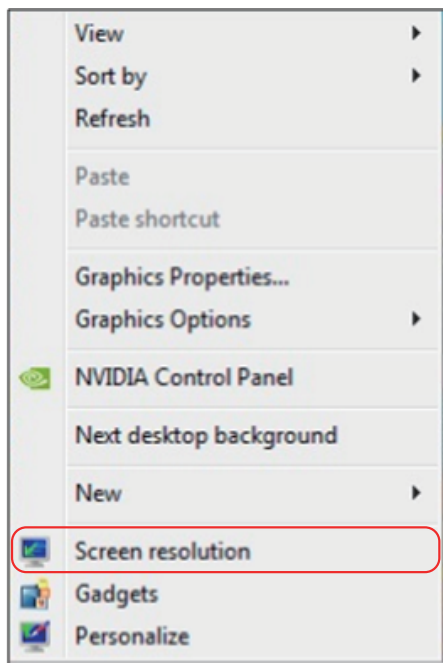 View
Sort by
Refresh
Paste
Paste shortcut
Graphics Properties...
Graphics Options
NVIDIA Control Panel
Next desktop background
New
Screen resolution
Gadgets
Personalize